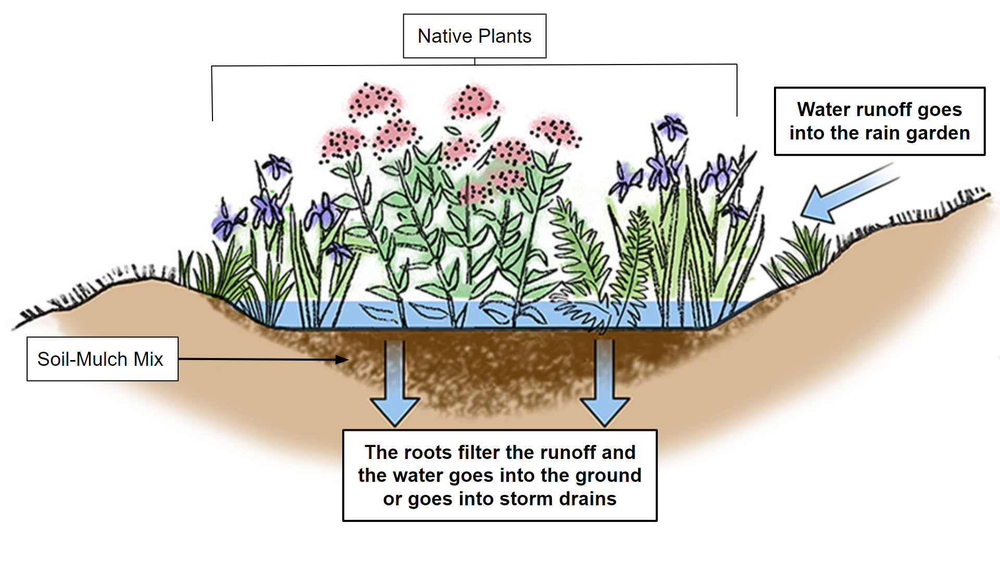 Native Plants
Water runoff goes
into the rain garden
Soil-Mulch Mix
The roots filter the runoff and
the water goes into the ground
or goes into storm drains